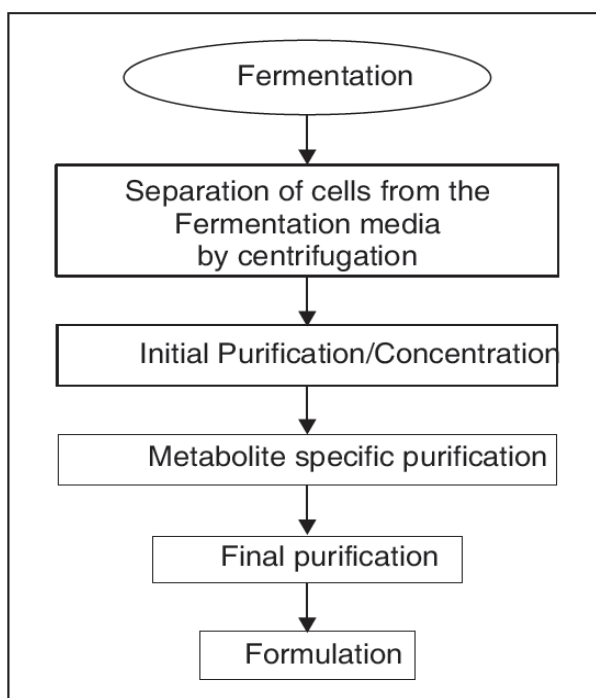 Fermentation
Separation of cells from the
Fermentation media
by centrifugation
Initial Purification/Concentration
Metabolite specific purification
Final purification
Formulation